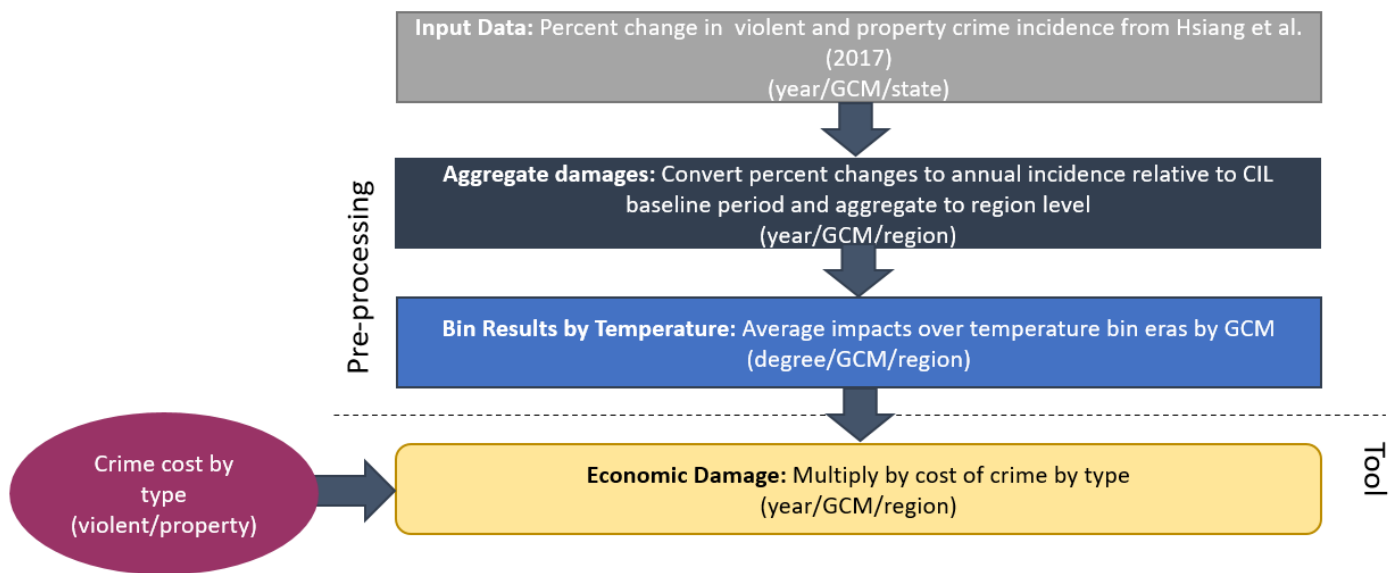 Input Data: Percent change in  violent and property crime incidence from Hsiang et al.
(2017)
(year/GCM/state)
Aggregate damages: Convert percent changes to annual incidence relative to CIL
baseline period and aggregate to region level
(year/GCM/region)
Pre-processing
Bin Results by Temperature: Average impacts over temperature bin eras by GCM
(degree/GCM/region)
Crime cost by
type
(violent/property)
Economic Damage: Multiply by cost of crime by type
(year/GCM/region)
Tool